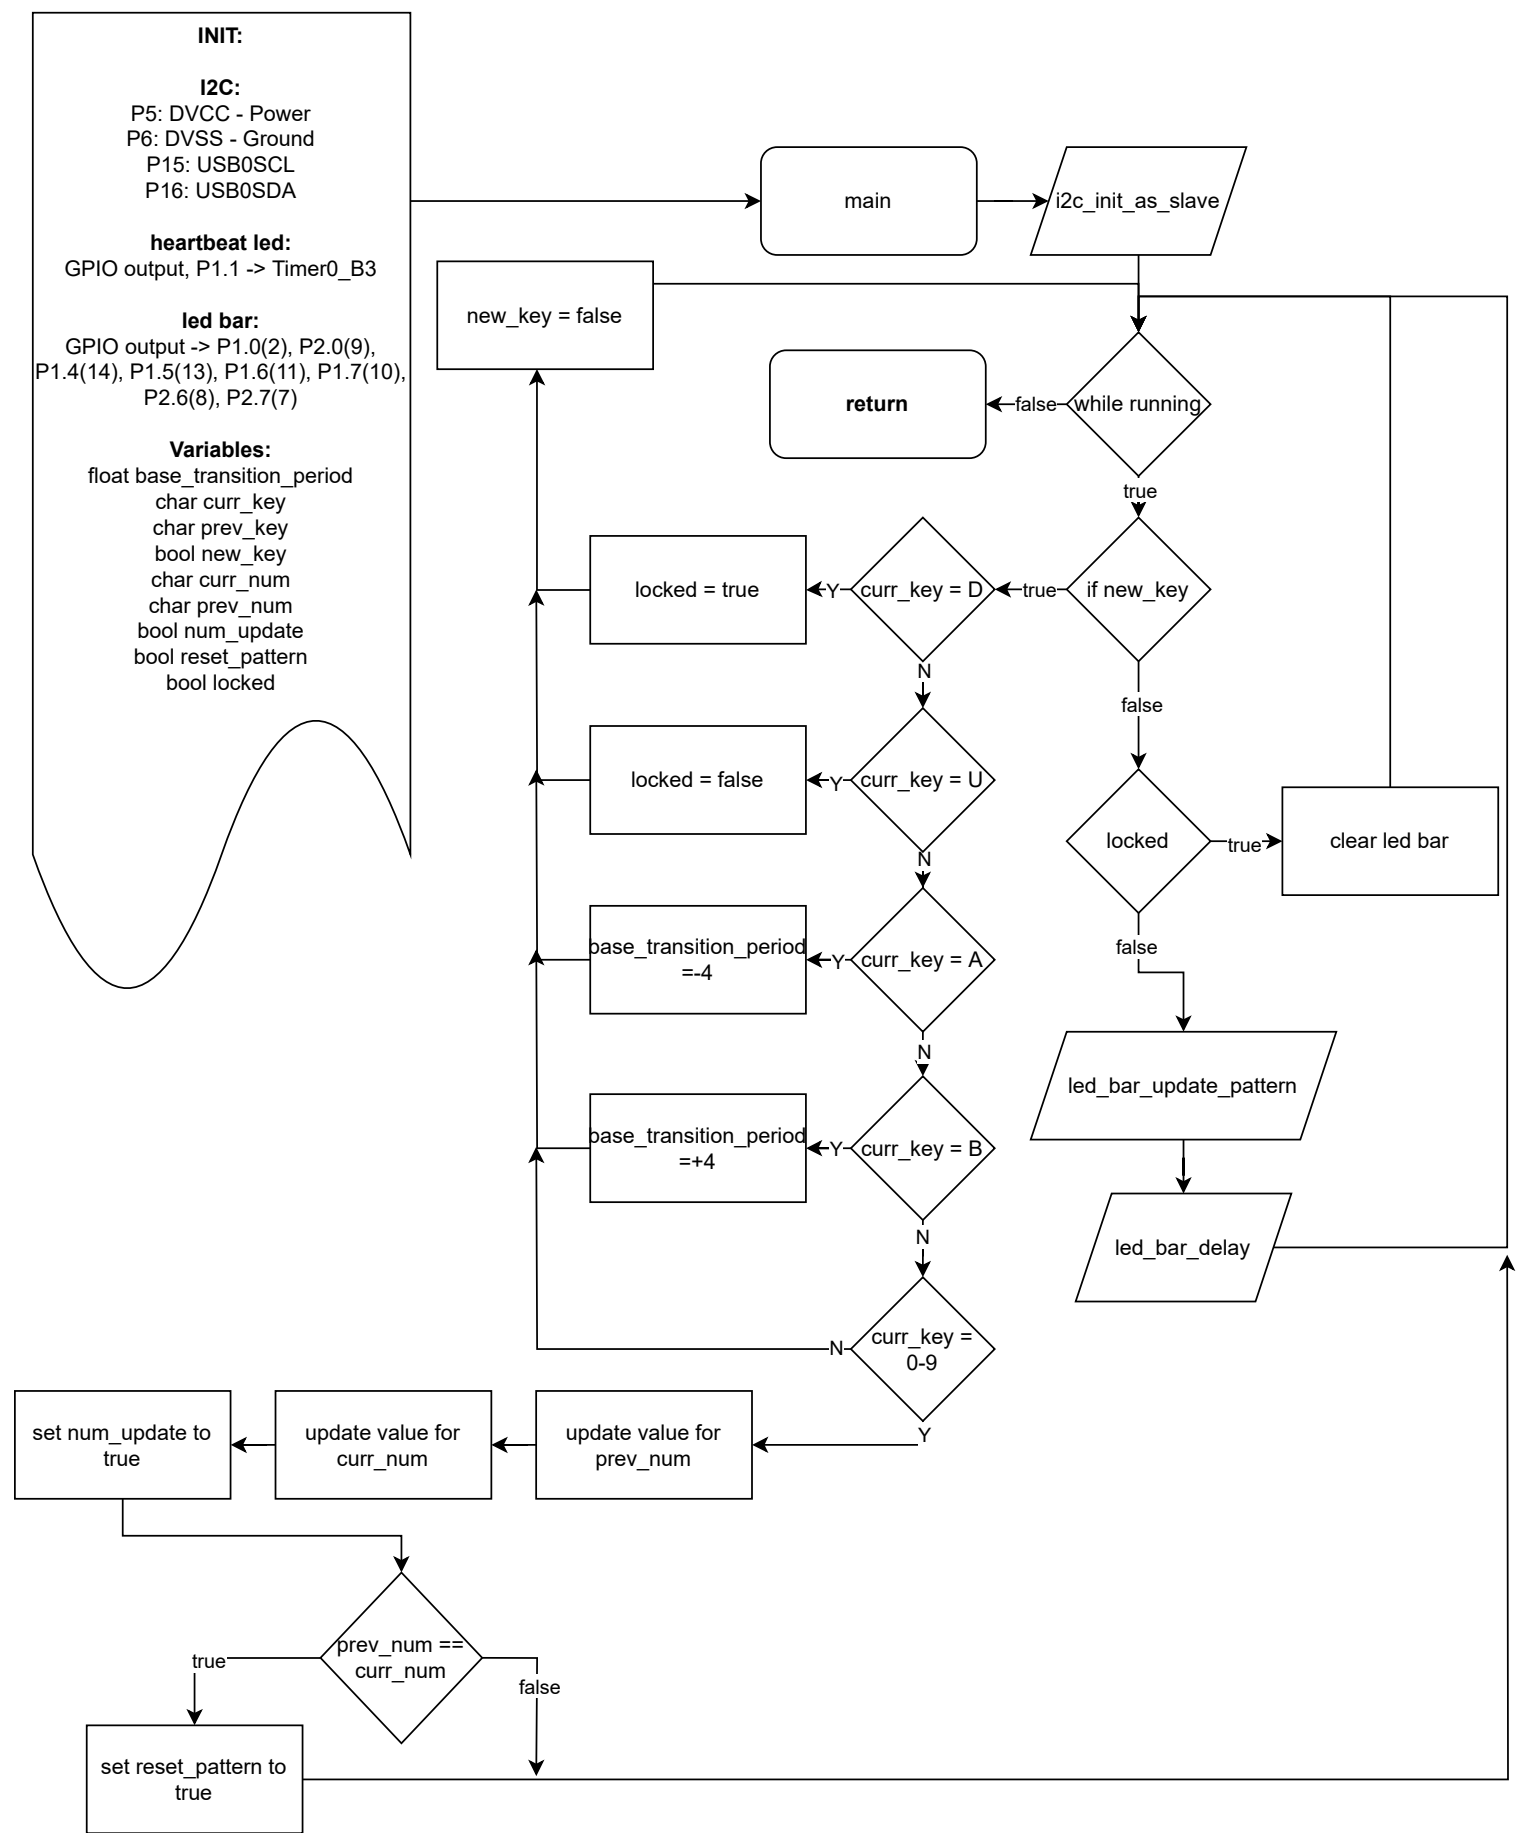 INIT:
I2C:
P5: DVCC - Power
P6: DVSS - Ground
P15: USB0SCL
P16: USB0SDA
heartbeat led:
GPIO output, P1.1 -> Timer0_B3
led bar:
GPIO output -> P1.0(2), P2.0(9),
P1.4(14), P1.5(13), P1.6(11), P1.7(10),
P2.6(8), P2.7(7)
Variables:
float base_transition_period
char curr_key
char prev_key
bool new_key
char curr_num
char prev_num
bool num_update
bool reset_pattern
bool locked
main
i2c_init_as_slave
new_key = false
while running
false
return
true
if new_key
true
curr_key = D
Y
locked = true
N
false
curr_key = U
Y
locked = false
N
locked
true
clear led bar
false
curr_key = A
Y
base_transition_period
=-4
N
led_bar_update_pattern
curr_key = B
Y
base_transition_period
=+4
N
led_bar_delay
curr_key =
0-9
N
Y
update value for
prev_num
update value for
curr_num
set num_update to
true
prev_num ==
curr_num
true
false
set reset_pattern to
true